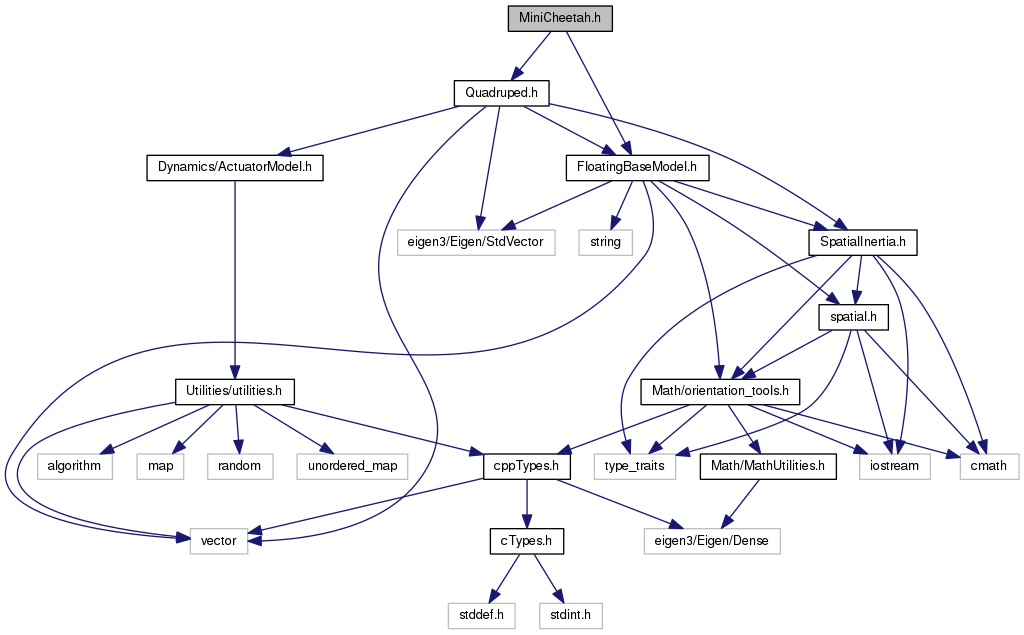 MiniCheetah.h
Quadruped.h
Dynamics/ActuatorModel.h
FloatingBaseModel.h
eigen3/Eigen/StdVector
string
SpatialInertia.h
spatial.h
Utilities/utilities.h
Math/orientation_tools.h
algorithm
map
random
unordered_map
cppTypes.h
type_traits
Math/MathUtilities.h
iostream
cmath
vector
cTypes.h
eigen3/Eigen/Dense
stddef.h
stdint.h